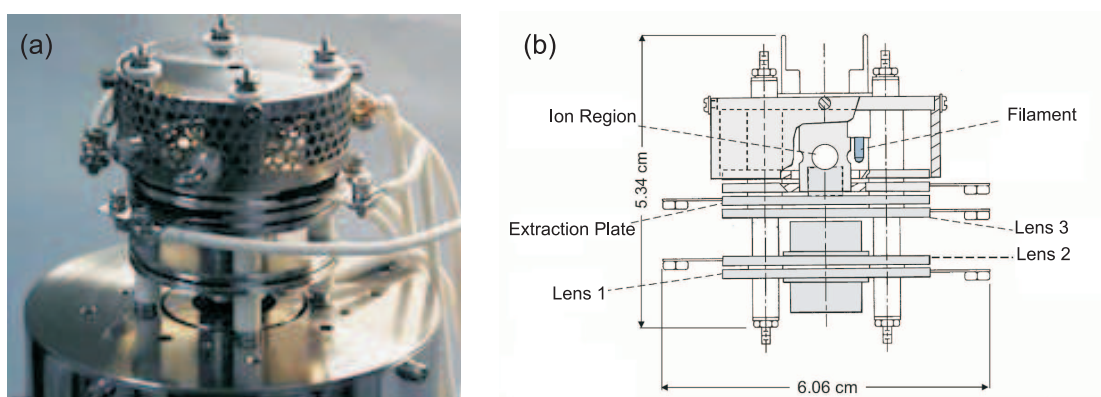 (a)
(b)
Ion Region
Filament
5.34 cm
Extraction Plate
Lens 3
Lens 2
Lens 1
6.06 cm